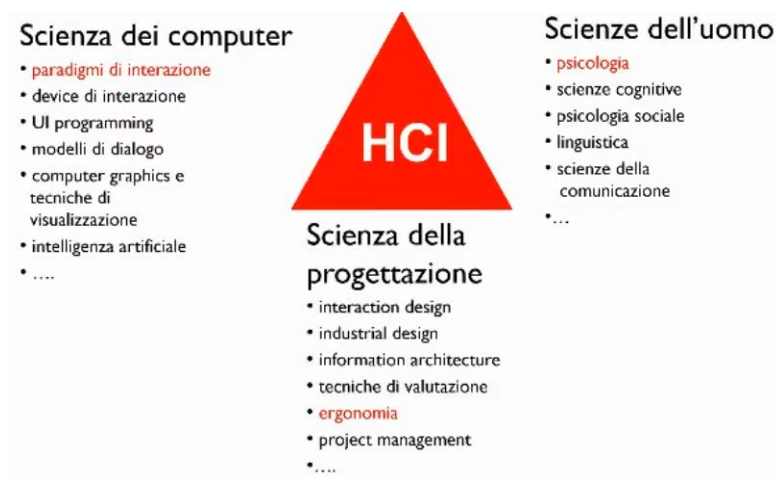 Scienza dei computer
• paradigmi di interazione
• device di interazione
• UI programming
• modelli di dialogo
• computer graphics e
tecniche di
visualizzazione
• intelligenza artificiale
• ....
HCI
Scienze dell'uomo
• psicologia
• scienze cognitive
• psicologia sociale
• linguistica
• scienze della
comunicazione
•...
Scienza della
progettazione
• interaction design
• industrial design
• information architecture
• tecniche di valutazione
• ergonomia
• project management
•....